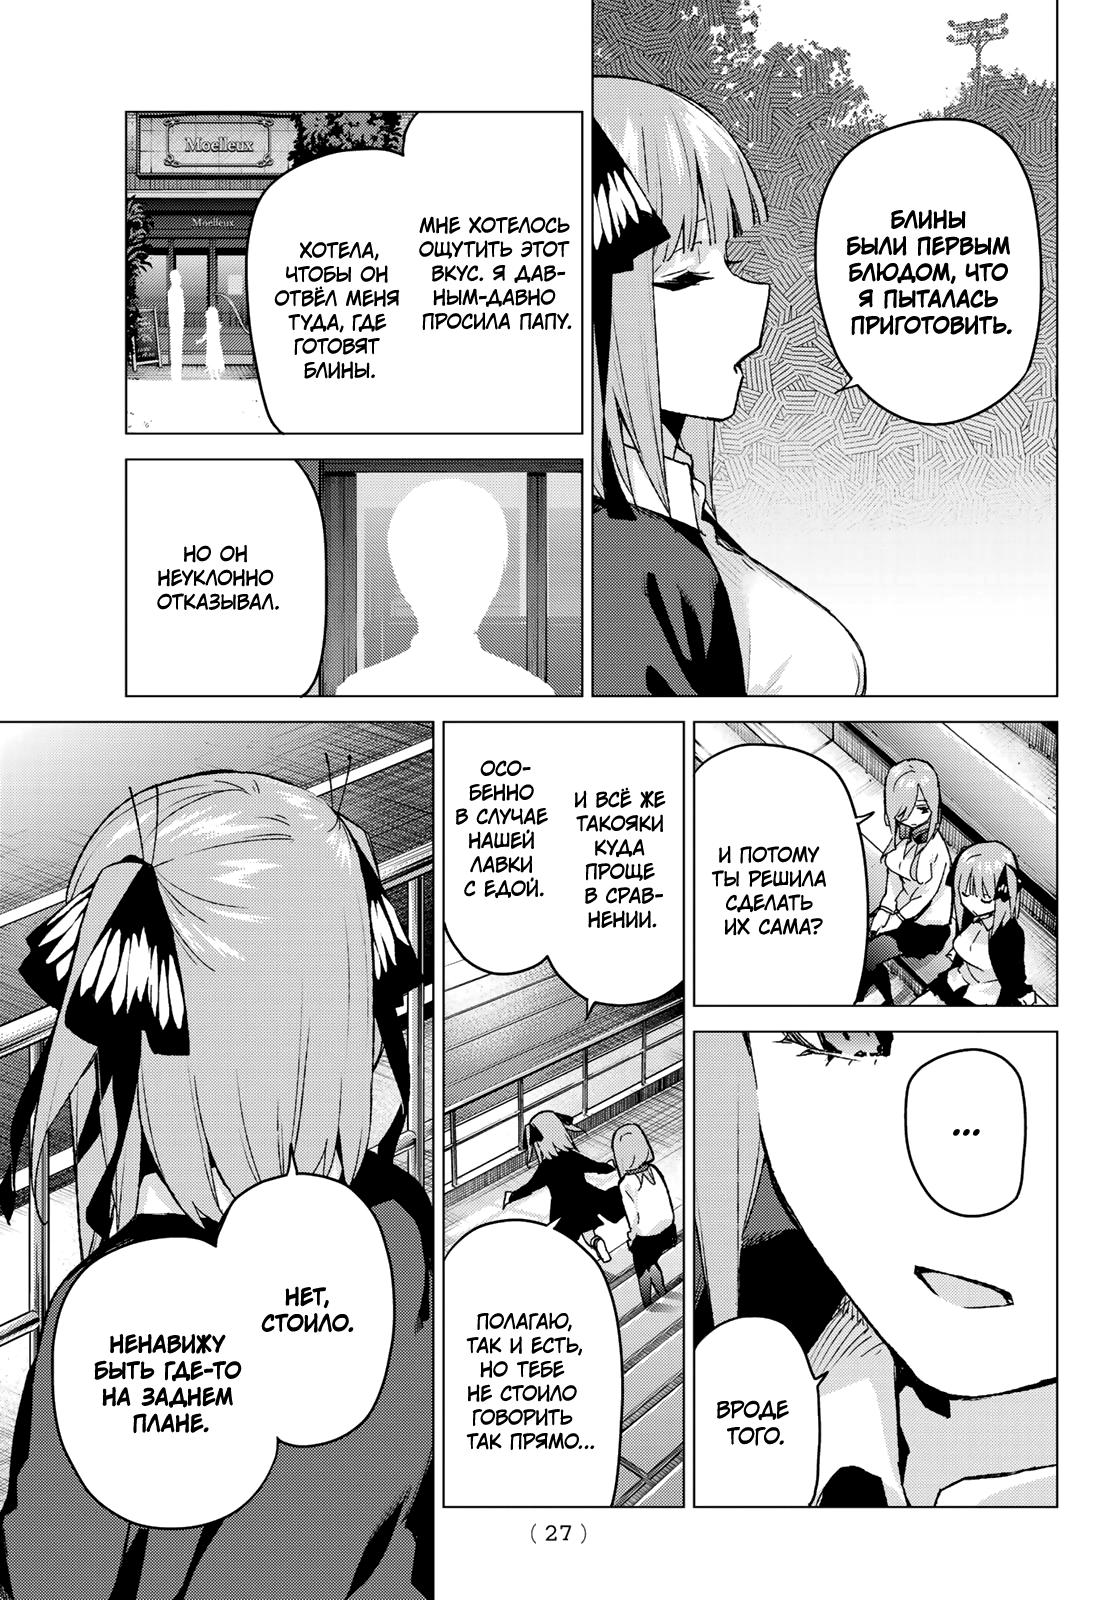 БЛИНЫ
БЫЛИ ПЕРВЫМ
БЛЮДОМ, ЧТО
Я ПЫТАЛАСЬ
ПРИГОТОВИТЬ.
Moelleux
Moelleux
МНЕ ХОТЕЛОСЬ
ОЩУТИТЬ ЭТОТ
ВКУС. Я ДАВ-
НЫМ-ДАВНО
ПРОСИЛА ПАПУ.
ХОТЕЛА,
ЧТОБЫ ОН
ОТВЁЛ МЕНЯ
ТУДА, ГДЕ
ГОТОВЯТ
БЛИНЫ.
НО ОН
НЕУКЛОННО
ОТКАЗЫВАЛ.
И ПОТОМУ
ТЫ РЕШИЛА
СДЕЛАТЬ
ИХ САМА?
...
ВРОДЕ
ТОГО.
И ВСЁ ЖЕ
ТАКОЯКИ
КУДА
ПРОЩЕ
В СРАВ-
НЕНИИ.
ОСО-
БЕННО
В СЛУЧАЕ
НАШЕЙ
ЛАВКИ
С ЕДОЙ.
ПОЛАГАЮ,
ТАК И ЕСТЬ,
НО ТЕБЕ
НЕ СТОИЛО
ГОВОРИТЬ
ТАК ПРЯМО...
НЕТ,
СТОИЛО.
НЕНАВИЖУ
БЫТЬ ГДЕ-ТО
НА ЗАДНЕМ
ПЛАНЕ.
( 27 )